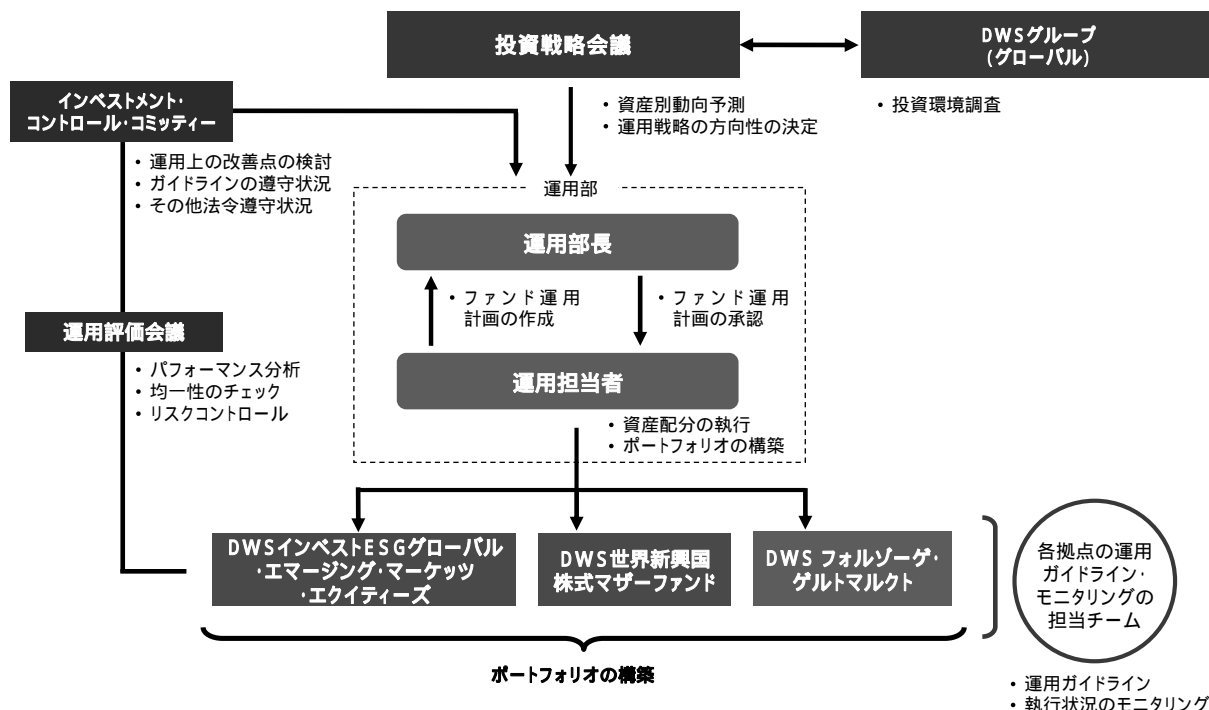 投資戦略会議
DWSグループ
(グローバル)
インベストメント・
コントロール・コミッティー
・資産別動向予測
・運用戦略の方向性の決定
・投資環境調査
・運用上の改善点の検討
・ガイドラインの遵守状況
・その他法令遵守状況
運用部
運用部長
・ファンド運用
計画の作成
・ファンド運用
計画の承認
運用評価会議
・パフォーマンス分析
・均一性のチェック
・リスクコントロール
運用担当者
・資産配分の執行
・ポートフォリオの構築
DWSインベストESGグローバル
・エマージング・マーケッツ
・エクイティーズ
DWS世界新興国
株式マザーファンド
DWS フォルゾーゲ・
ゲルトマルクト
各拠点の運用
ガイドライン・
モニタリングの
担当チーム
ポートフォリオの構築
・運用ガイドライン
・執行状況のモニタリング